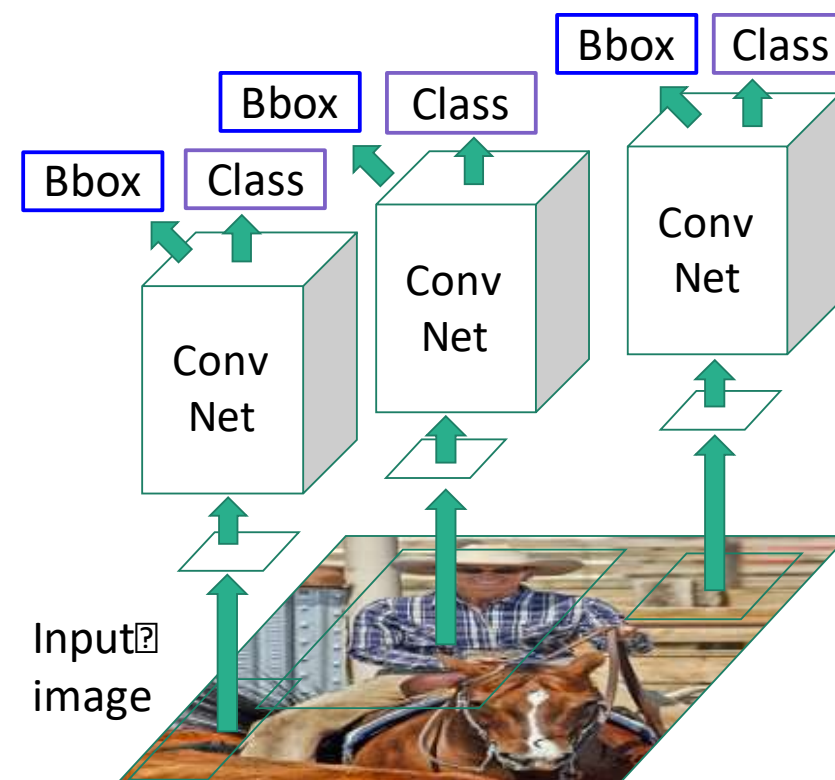 Bbox Class
Bbox Class
Bbox Class
Conv
Net
Conv
Net
Conv
Net
Input
image